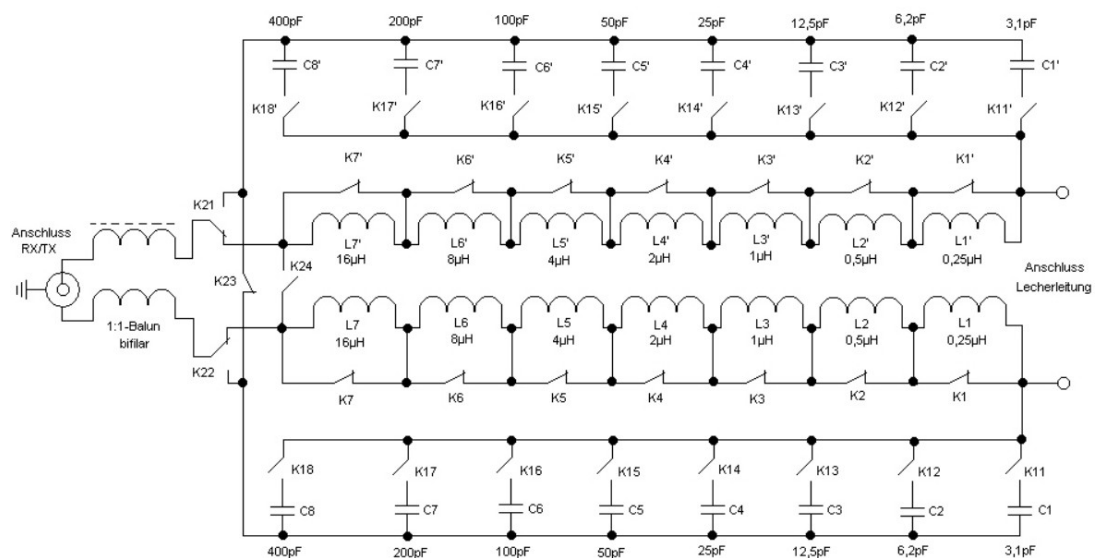 400pF 200pF 100pF 50pF 25pF 12,5pF 6,2pF 3,1pF
C8' C7' C6' C5' C4' C3' C2' C1'
K18' K17' K16' K15' K14' K13' K12' K11'
K7' K6' K5' K4' K3' K2' K1'
K21
Anschluss
RX/TX
L7' L6' L5' L4' L3' L2' L1'
16µH 8µH 4µH 2µH 1µH 0,5µH 0,25µH
K23 K24
Anschluss
Lecherleitung
1:1-Balun
bifilar
L7 L6 L5 L4 L3 L2 L1
16µH 8µH 4µH 2µH 1µH 0,5µH 0,25µH
K22
K7 K6 K5 K4 K3 K2 K1
K18 K17 K16 K15 K14 K13 K12 K11
C8 C7 C6 C5 C4 C3 C2 C1
400pF 200pF 100pF 50pF 25pF 12,5pF 6,2pF 3,1pF